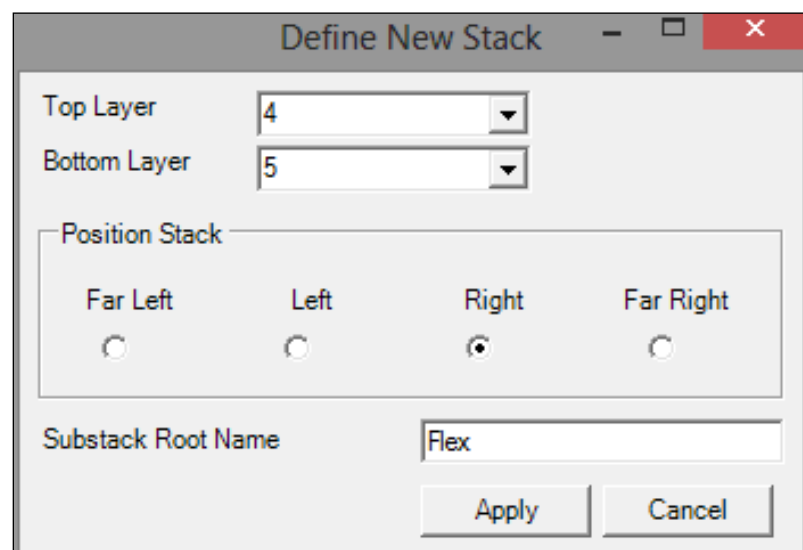 Define New Stack
Top Layer 4
Bottom Layer 5
Position Stack
Far Left Left Right Far Right
Substack Root Name Flex
Apply Cancel